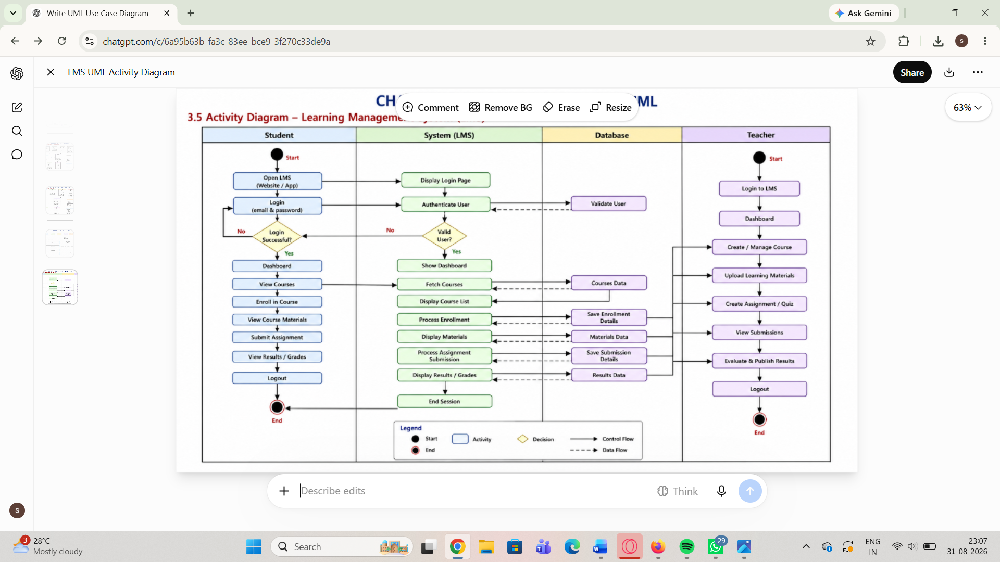 Write UML Use Case Diagram
Ask Gemini
chatgpt.com/c/6a95b63b-fa3c-83ee-bce9-3f270c33de9a
S
LMS UML Activity Diagram
Share
Comment
Remove BG
Erase
Resize
63%
3.5 Activity Diagram – Learning
Student
System (LMS)
Database
Teacher
Start
Open LMS
(Website / App)
Login
(email & password)
No
Login
Successful?
Yes
Dashboard
View Courses
Enroll in Course
View Course Materials
Submit Assignment
View Results / Grades
Logout
End
Display Login Page
Authenticate User
No
Valid
User?
Yes
Show Dashboard
Fetch Courses
Display Course List
Process Enrollment
Display Materials
Process Assignment
Submission
Display Results / Grades
End Session
Validate User
Courses Data
Save Enrollment
Details
Materials Data
Save Submission
Details
Results Data
Start
Login to LMS
Dashboard
Create / Manage Course
Upload Learning Materials
Create Assignment / Quiz
View Submissions
Evaluate & Publish Results
Logout
End
Legend
Start
Activity
Decision
Control Flow
End
Data Flow
Describe edits
Think
S
3
28°C
Mostly cloudy
Search
29
ENG
IN
23:07
31-08-2026